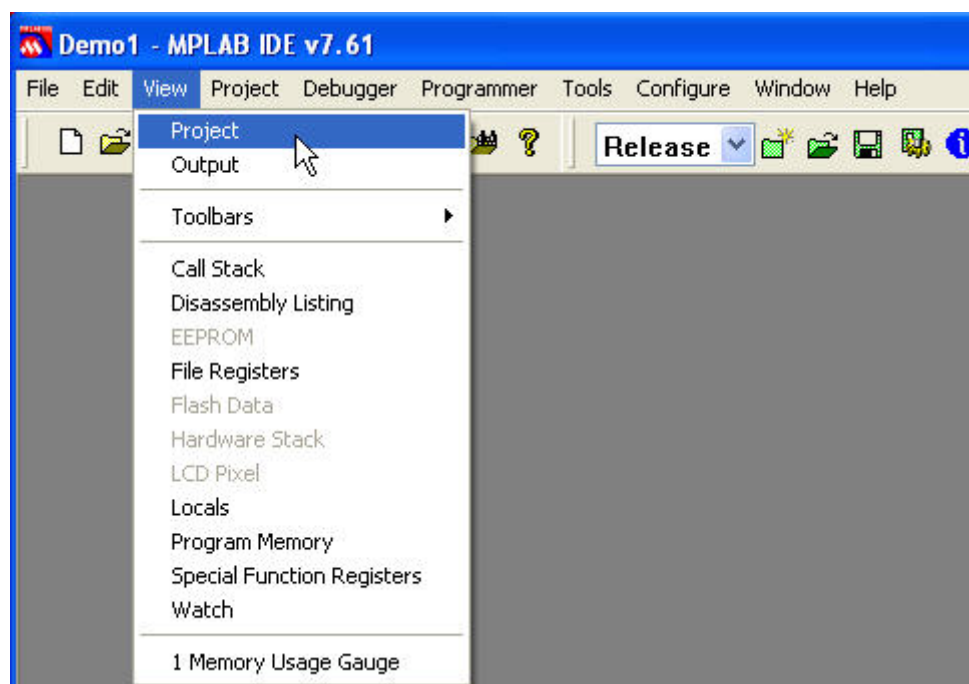 Demo1 - MPLAB IDE v7.61
File Edit View Project Debugger Programmer Tools Configure Window Help
Release
Project
Output
Toolbars
Call Stack
Disassembly Listing
EEPROM
File Registers
Flash Data
Hardware Stack
LCD Pixel
Locals
Program Memory
Special Function Registers
Watch
1 Memory Usage Gauge